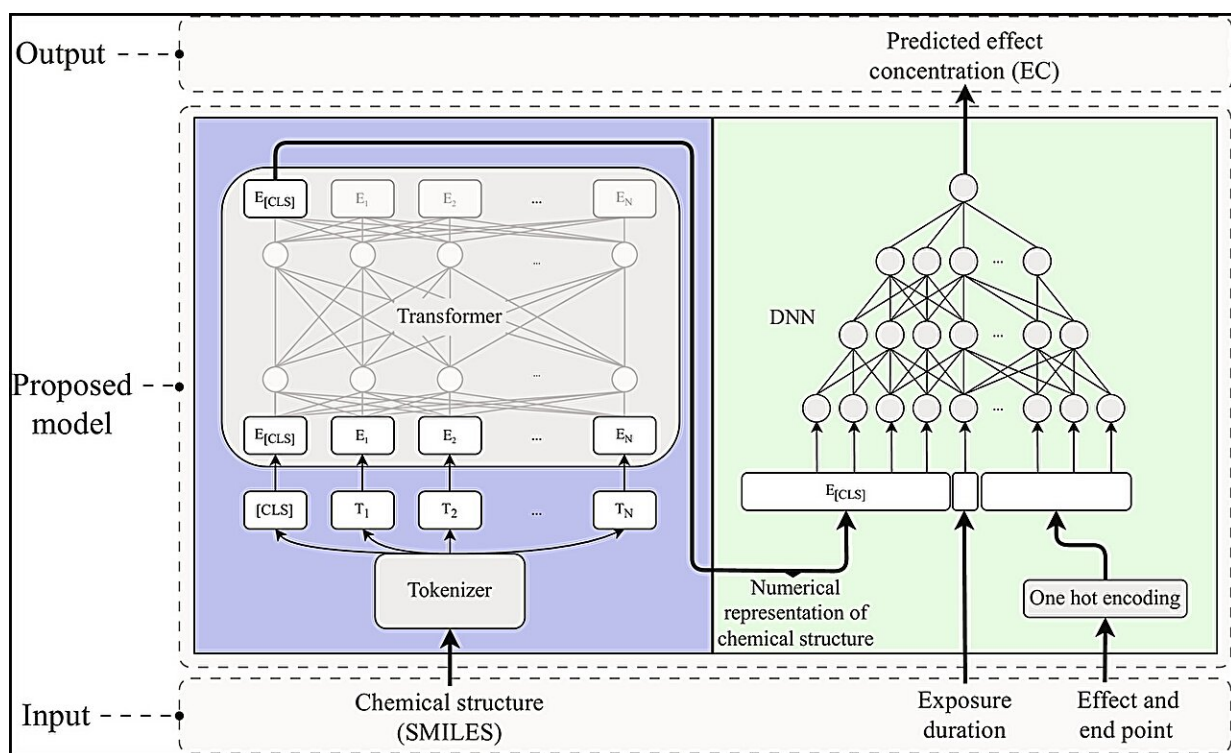 Output
Predicted effect
concentration (EC)
Proposed
model
E[CLS] E1 E2 ... EN
...
Transformer
...
E[CLS] E1 E2 ... EN
[CLS] T1 T2 ... TN
Tokenizer
DNN
...
...
...
E[CLS]
Numerical
representation of
chemical structure
One hot encoding
Input
Chemical structure
(SMILES)
Exposure
duration
Effect and
end point